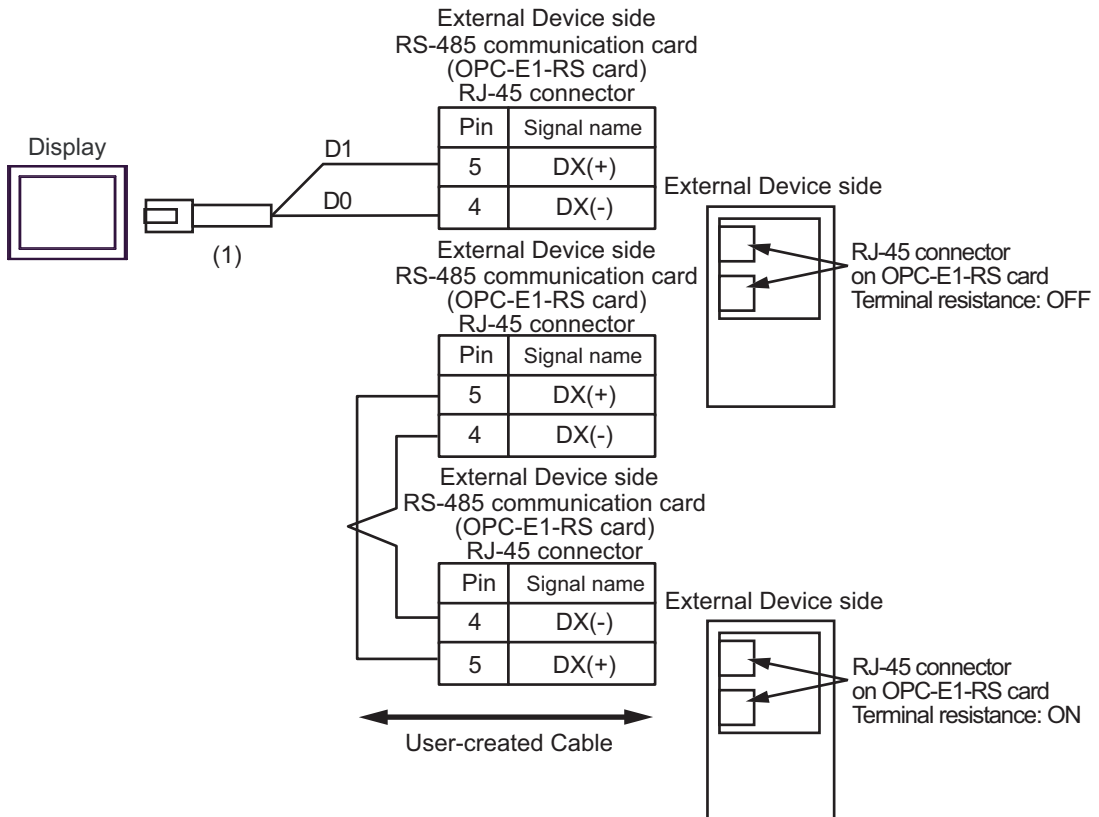 External Device side
RS-485 communication card
(OPC-E1-RS card)
RJ-45 connector
Pin Signal name
5 DX(+)
4 DX(-)
Display
D1
D0
(1)
External Device side
RJ-45 connector
on OPC-E1-RS card
Terminal resistance: OFF
External Device side
RS-485 communication card
(OPC-E1-RS card)
RJ-45 connector
Pin Signal name
5 DX(+)
4 DX(-)
External Device side
RS-485 communication card
(OPC-E1-RS card)
RJ-45 connector
Pin Signal name
4 DX(-)
5 DX(+)
User-created Cable
External Device side
RJ-45 connector
on OPC-E1-RS card
Terminal resistance: ON